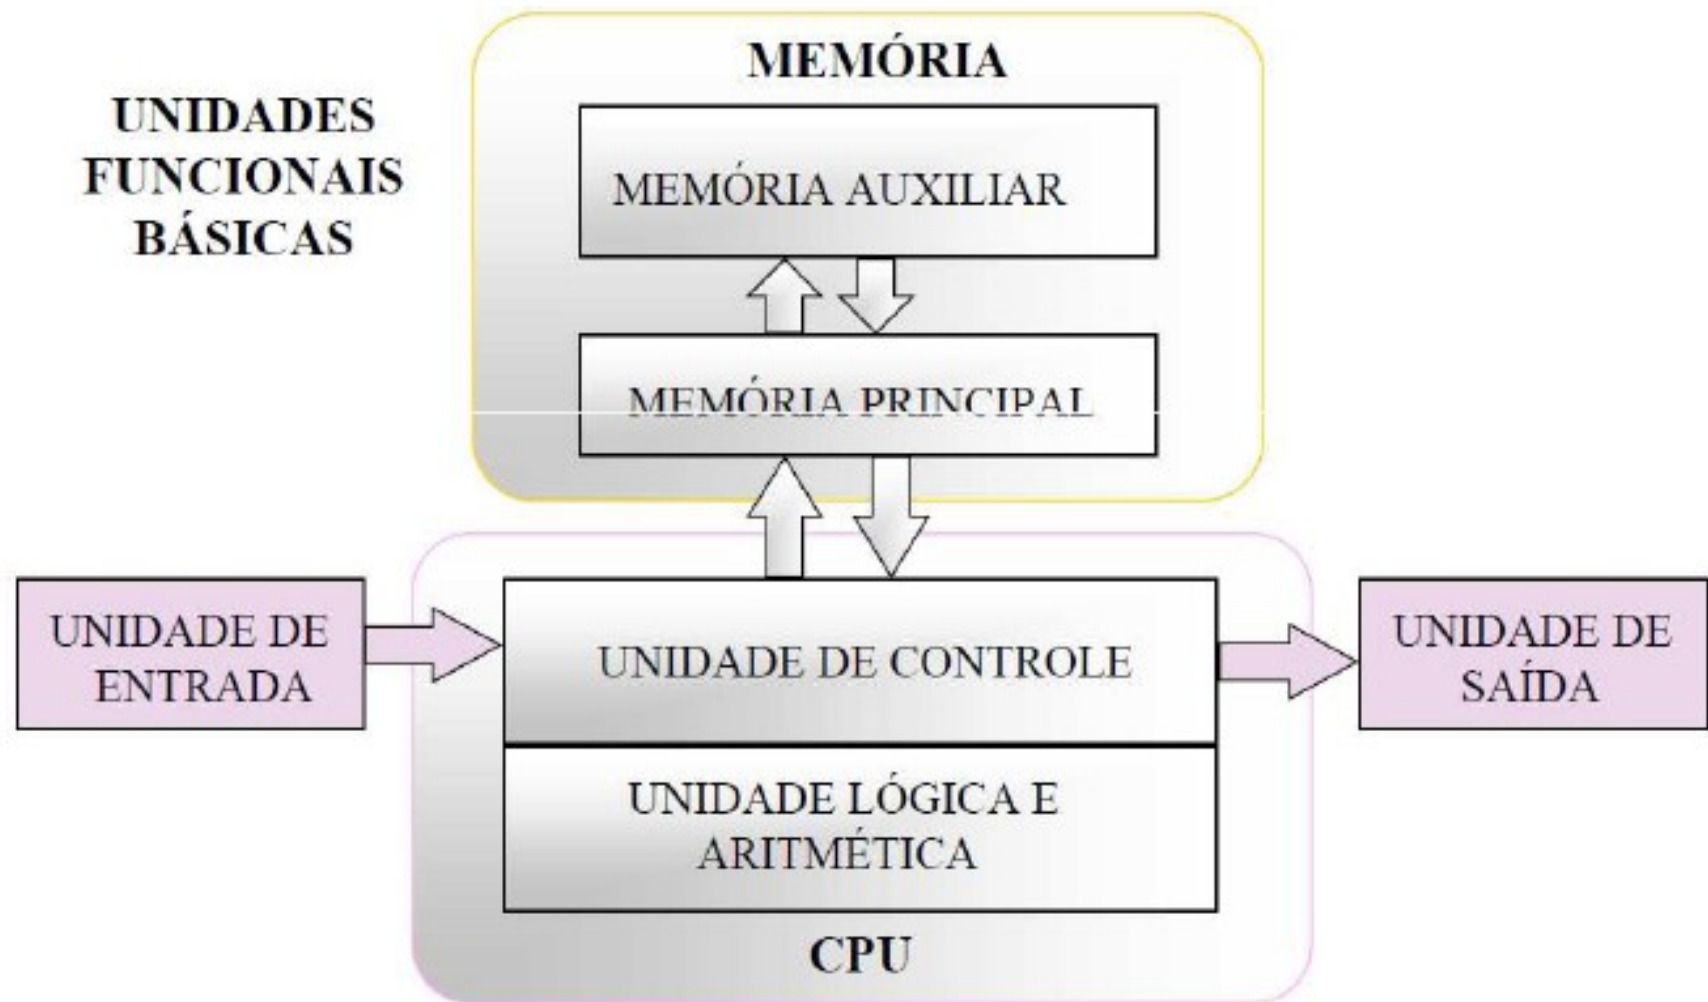 UNIDADES
FUNCIONAIS
BÁSICAS
MEMÓRIA
MEMÓRIA AUXILIAR
MEMÓRIA PRINCIPAL
UNIDADE DE
ENTRADA
UNIDADE DE CONTROLE
UNIDADE LÓGICA E
ARITMÉTICA
CPU
UNIDADE DE
SAÍDA